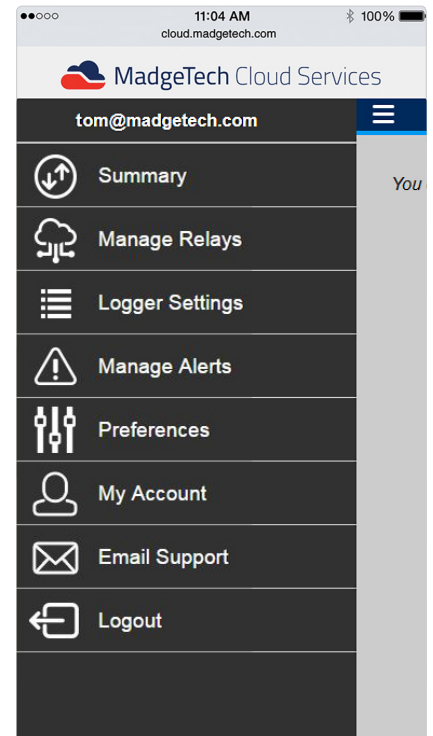 11:04 AM
100%
cloud.madgetech.com
MadgeTech Cloud Services
tom@madgetech.com
Summary
You
Manage Relays
Logger Settings
Manage Alerts
Preferences
My Account
Email Support
Logout